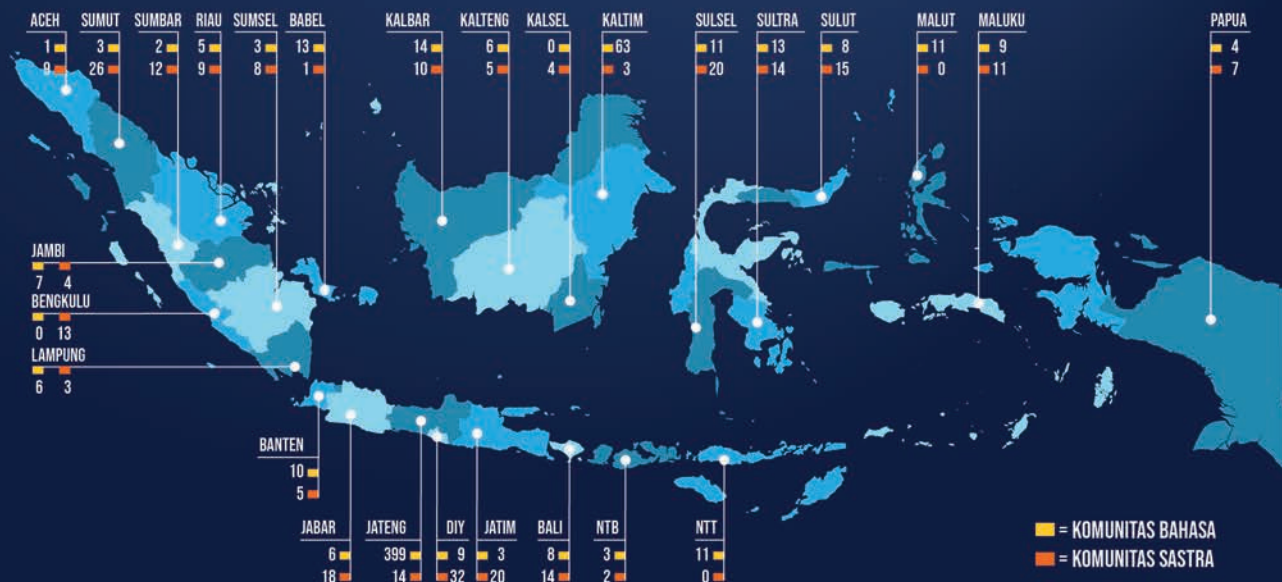 ACEH SUMUT SUMBAR RIAU SUMSEL BABEL KALBAR KALTENG KALSEL KALTIM SULSEL SULTRA SULUT MALUT MALUKU PAPUA
1 3 2 5 3 13 14 6 0 63 11 13 8 11 9 4
9 26 12 9 8 1 10 5 4 3 20 14 15 0 11 7
JAMBI
7 4
BENGKULU
0 13
LAMPUNG
6 3
BANTEN
10
5
JABAR JATENG DIY JATIM BALI NTB NTT
6 399 9 3 8 3 11
18 14 32 20 14 2 0
= KOMUNITAS BAHASA
= KOMUNITAS SASTRA